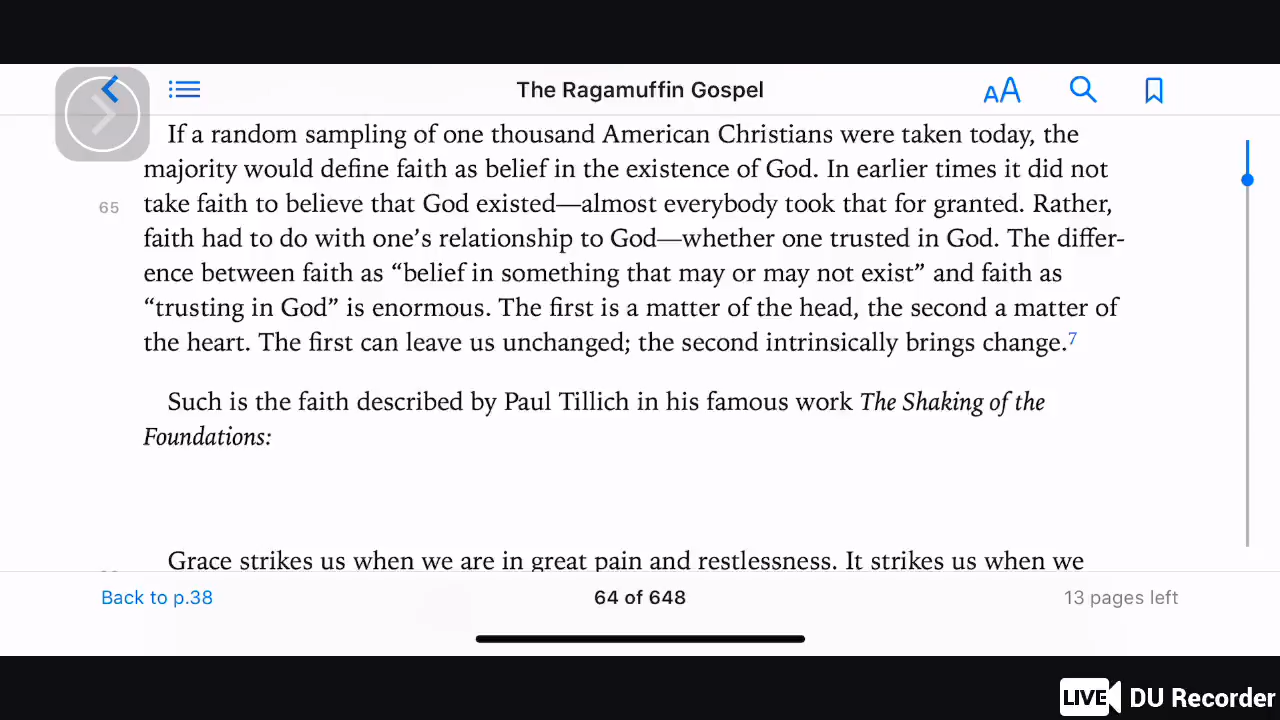 The Ragamuffin Gospel
AA
If a random sampling of one thousand American Christians were taken today, the
majority would define faith as belief in the existence of God. In earlier times it did not
65
take faith to believe that God existed—almost everybody took that for granted. Rather,
faith had to do with one’s relationship to God—whether one trusted in God. The differ-
ence between faith as “belief in something that may or may not exist” and faith as
“trusting in God” is enormous. The first is a matter of the head, the second a matter of
the heart. The first can leave us unchanged; the second intrinsically brings change.7
Such is the faith described by Paul Tillich in his famous work The Shaking of the
Foundations:
Grace strikes us when we are in great pain and restlessness. It strikes us when we
Back to p.38
64 of 648
13 pages left
LIVE DU Recorder